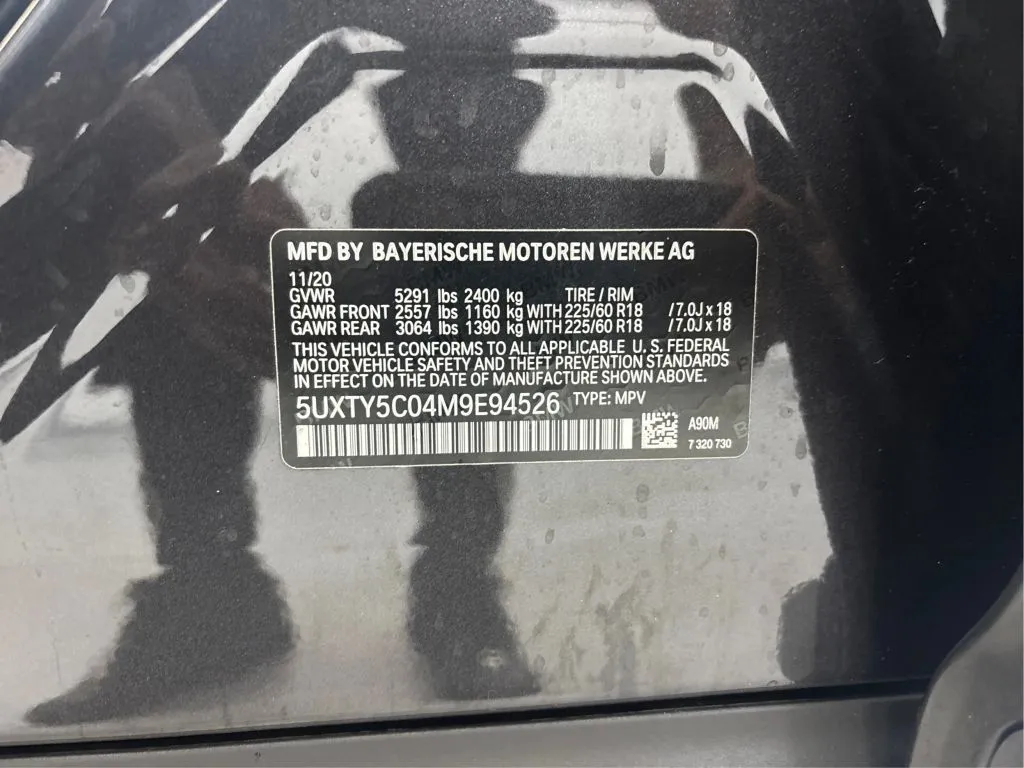 MFD BY BAYERISCHE MOTOREN WERKE AG
11/20
GVWR 5291 lbs 2400 kg TIRE / RIM
GAWR FRONT 2557 lbs 1160 kg WITH 225/60 R18 /7.0J x 18
GAWR REAR 3064 lbs 1390 kg WITH 225/60 R18 /7.0J x 18
THIS VEHICLE CONFORMS TO ALL APPLICABLE U. S. FEDERAL
MOTOR VEHICLE SAFETY AND THEFT PREVENTION STANDARDS
IN EFFECT ON THE DATE OF MANUFACTURE SHOWN ABOVE.
5UXTY5C04M9E94526 TYPE: MPV
A90M
7 320 730